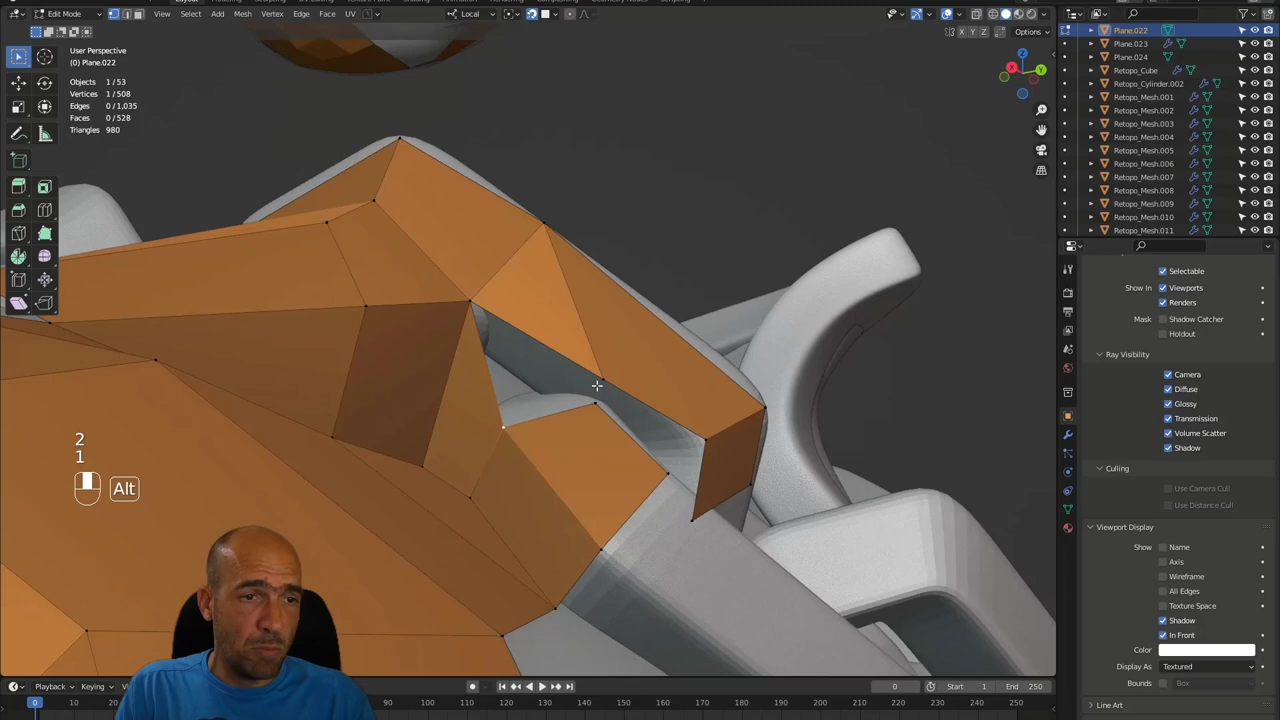 Edit Mode
View Select Add Mesh Vertex Edge Face UV
Local
Options
X Y Z
User Perspective
(0) Plane.022
Objects 1/53
Vertices 1/508
Edges 0/1,035
Faces 0/528
Triangles 980
X Y
Plane.022
Plane.023
Plane.024
Retopo_Cube
Retopo_Cylinder.002
Retopo_Mesh.001
Retopo_Mesh.002
Retopo_Mesh.003
Retopo_Mesh.004
Retopo_Mesh.005
Retopo_Mesh.006
Retopo_Mesh.007
Retopo_Mesh.008
Retopo_Mesh.009
Retopo_Mesh.010
Retopo_Mesh.011
Selectable
Show In Viewports
Renders
Mask Shadow Catcher
Holdout
Ray Visibility
Camera
Diffuse
Glossy
Transmission
Volume Scatter
Shadow
Culling
Use Camera Cull
Use Distance Cull
Viewport Display
Show Name
Axis
Wireframe
All Edges
Texture Space
Shadow
In Front
Color
Display As Textured
Bounds Box
Line Art
2
1
Alt
Playback Keying
0 Start 1 End 250
0 10 70 80 90 100 110 120 130 140 150 160 170 180 190 200 210 220 230 240 250